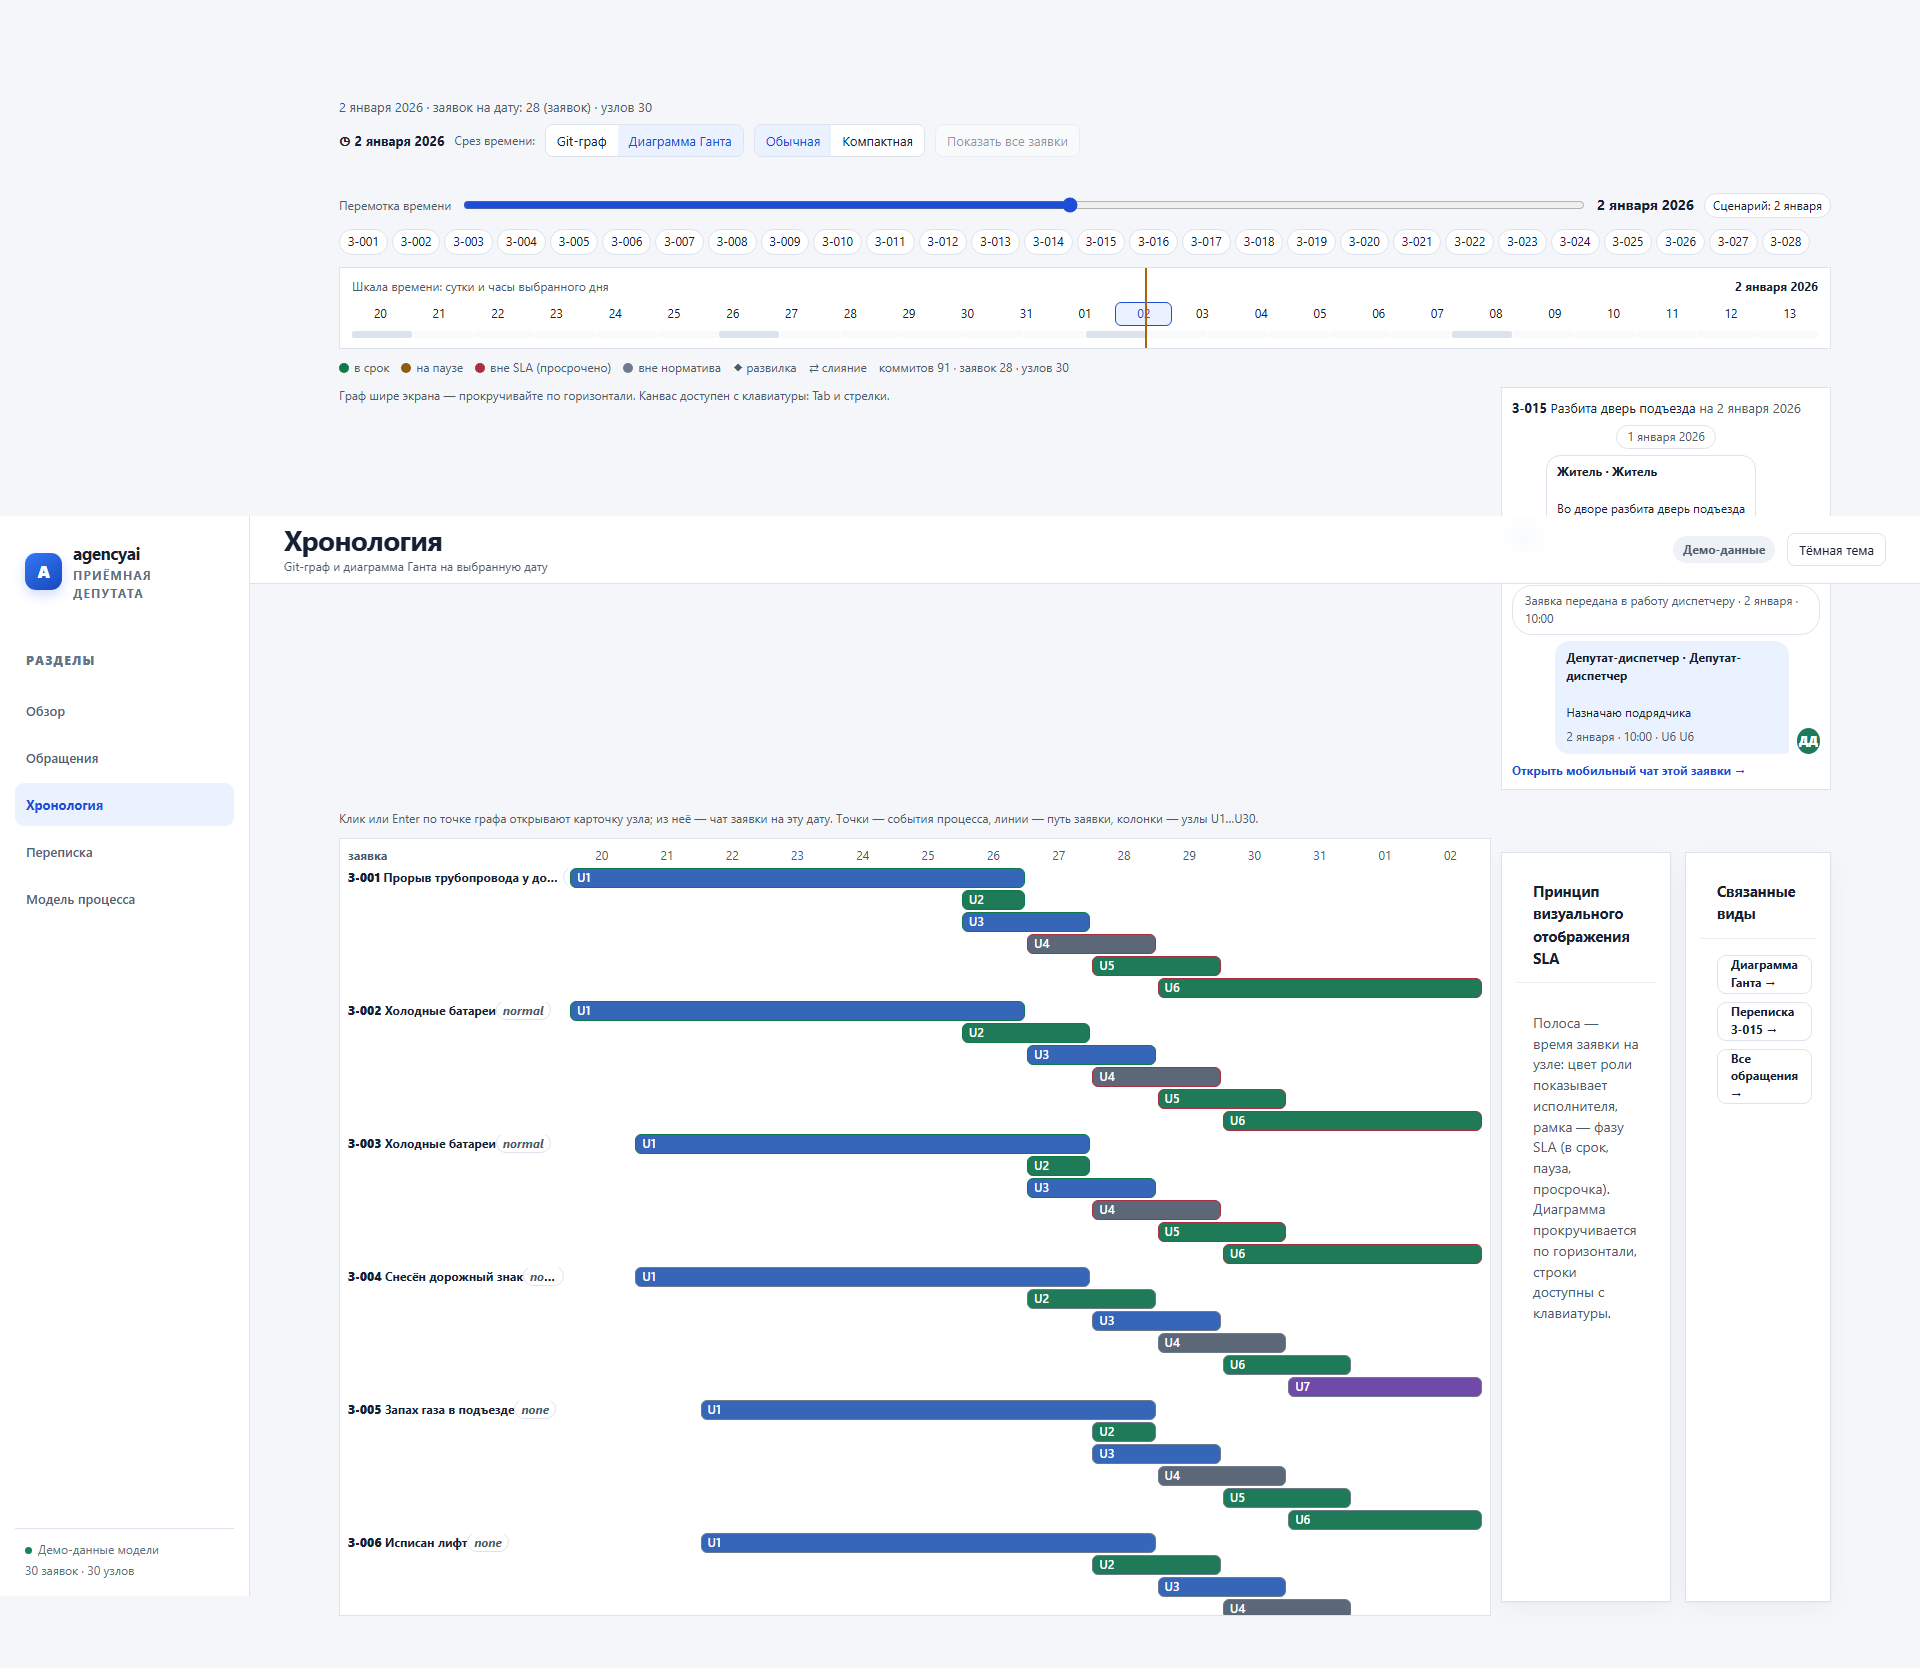 2 января 2026 · заявок на дату: 28 (заявок) · узлов 30
◷ 2 января 2026 Срез времени: Git-граф Диаграмма Ганта Обычная Компактная Показать все заявки
Перемотка времени 2 января 2026 Сценарий: 2 января
З-001 З-002 З-003 З-004 З-005 З-006 З-007 З-008 З-009 З-010 З-011 З-012 З-013 З-014 З-015 З-016 З-017 З-018 З-019 З-020 З-021 З-022 З-023 З-024 З-025 З-026 З-027 З-028
Шкала времени: сутки и часы выбранного дня 2 января 2026
20 21 22 23 24 25 26 27 28 29 30 31 01 02 03 04 05 06 07 08 09 10 11 12 13
в срок на паузе вне SLA (просрочено) вне норматива ◆ развилка ⇄ слияние коммитов 91 · заявок 28 · узлов 30
Граф шире экрана — прокручивайте по горизонтали. Канвас доступен с клавиатуры: Tab и стрелки.
З-015 Разбита дверь подъезда на 2 января 2026
1 января 2026
Житель · Житель
Во дворе разбита дверь подъезда
A
agencyai
ПРИЁМНАЯ
ДЕПУТАТА
Хронология
Git-граф и диаграмма Ганта на выбранную дату
Демо-данные
Тёмная тема
РАЗДЕЛЫ
Обзор
Обращения
Хронология
Переписка
Модель процесса
Демо-данные модели
30 заявок · 30 узлов
Заявка передана в работу диспетчеру · 2 января ·
10:00
Депутат-диспетчер · Депутат-
диспетчер
Назначаю подрядчика
2 января · 10:00 · U6 U6
ДД
Открыть мобильный чат этой заявки →
Клик или Enter по точке графа открывают карточку узла; из неё — чат заявки на эту дату. Точки — события процесса, линии — путь заявки, колонки — узлы U1…U30.
заявка 20 21 22 23 24 25 26 27 28 29 30 31 01 02
З-001 Прорыв трубопровода у до… U1
U2
U3
U4
U5
U6
З-002 Холодные батареи normal U1
U2
U3
U4
U5
U6
З-003 Холодные батареи normal U1
U2
U3
U4
U5
U6
З-004 Снесён дорожный знак no… U1
U2
U3
U4
U6
U7
З-005 Запах газа в подъезде none U1
U2
U3
U4
U5
U6
З-006 Исписан лифт none U1
U2
U3
U4
Принцип
визуального
отображения
SLA
Полоса —
время заявки на
узле: цвет роли
показывает
исполнителя,
рамка — фазу
SLA (в срок,
пауза,
просрочка).
Диаграмма
прокручивается
по горизонтали,
строки
доступны с
клавиатуры.
Связанные
виды
Диаграмма
Ганта →
Переписка
З-015 →
Все
обращения
→